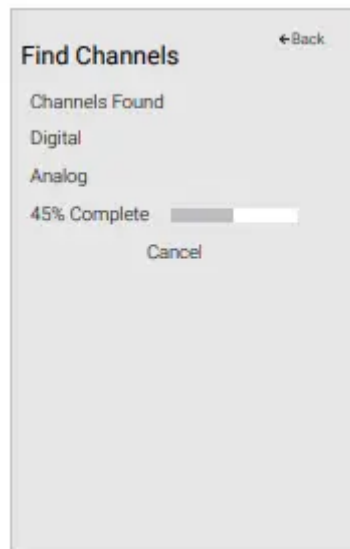 ←Back
Find Channels
Channels Found
Digital
Analog
45% Complete
Cancel